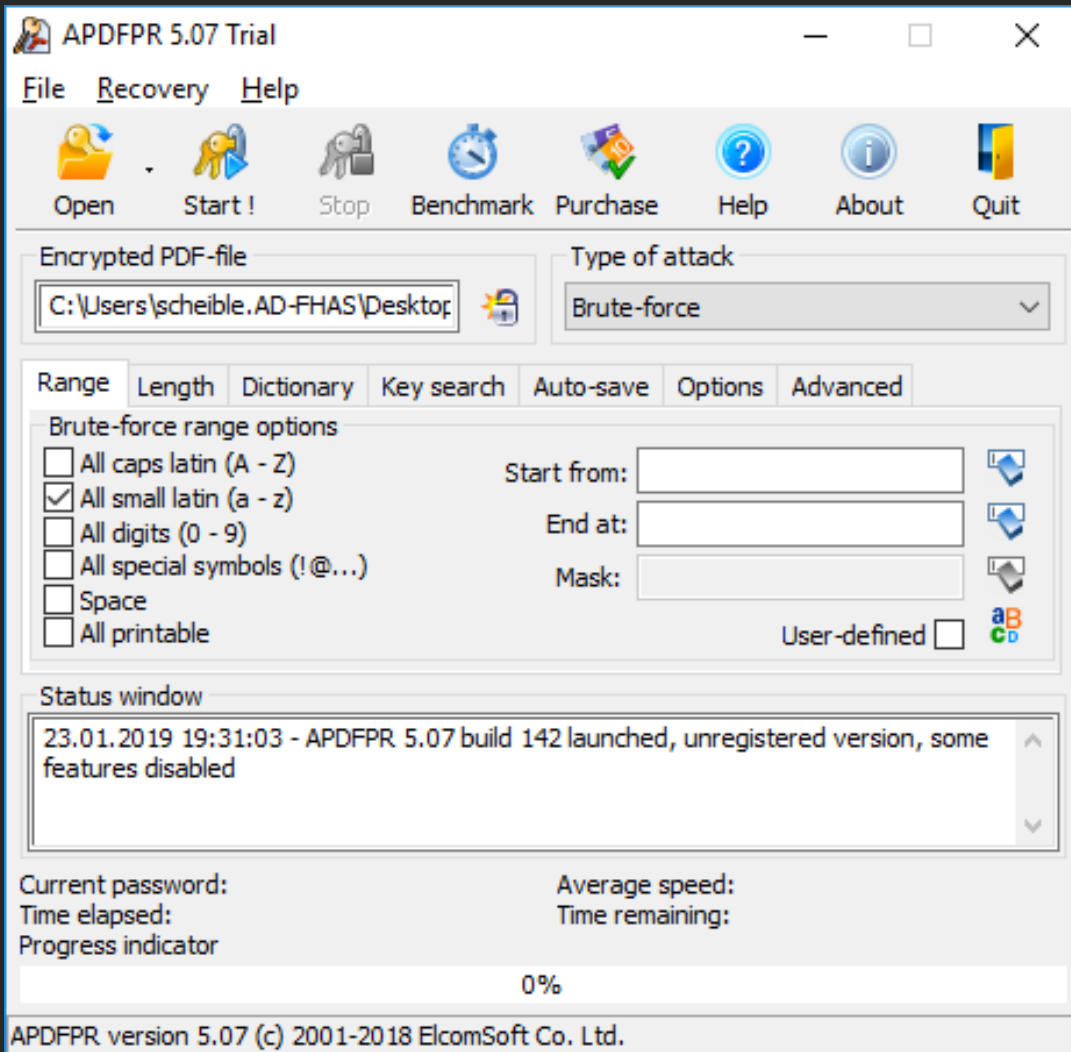 APDFPR 5.07 Trial
File Recovery Help
Open Start ! Stop Benchmark Purchase Help About Quit
Encrypted PDF-file
C:\Users\scheible.AD-FHAS\Desktop
Type of attack
Brute-force
Range Length Dictionary Key search Auto-save Options Advanced
Brute-force range options
All caps latin (A - Z)
All small latin (a - z)
All digits (0 - 9)
All special symbols (!@...)
Space
All printable
Start from:
End at:
Mask:
User-defined
Status window
23.01.2019 19:31:03 - APDFPR 5.07 build 142 launched, unregistered version, some
features disabled
Current password:
Average speed:
Time elapsed:
Time remaining:
Progress indicator
0%
APDFPR version 5.07 (c) 2001-2018 ElcomSoft Co. Ltd.